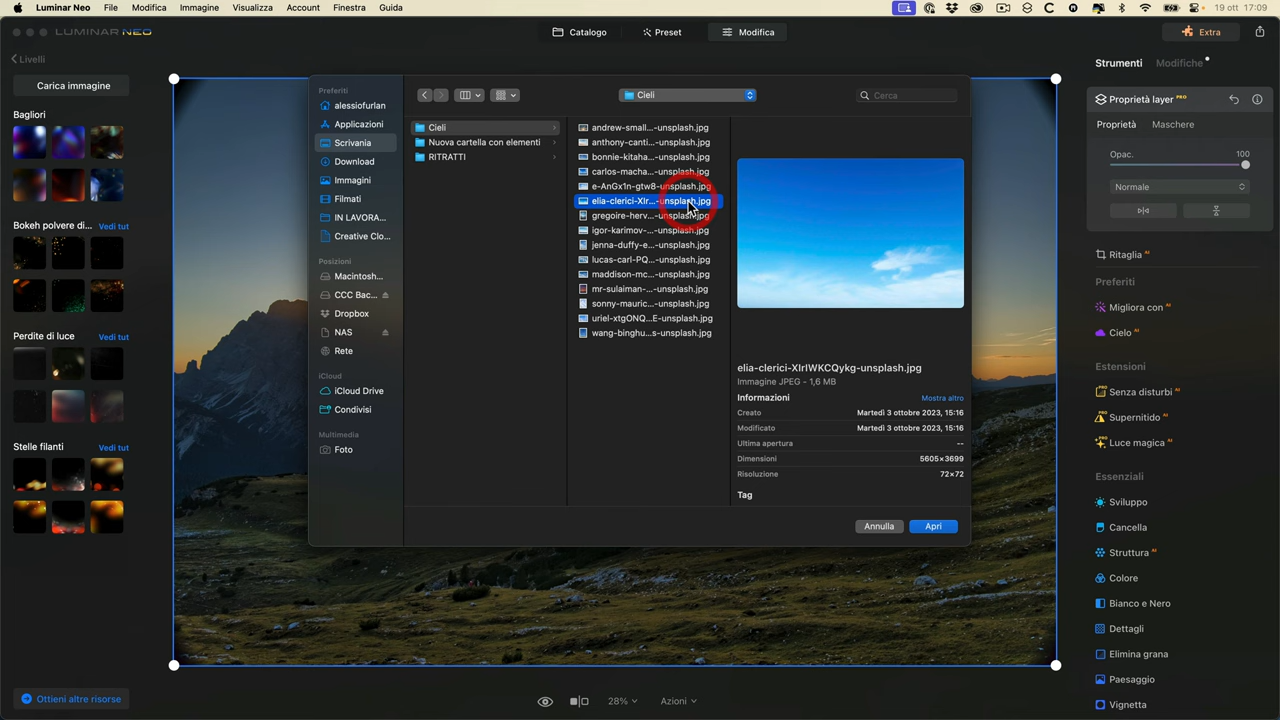 Luminar Neo File Modifica Immagine Visualizza Account Finestra Guida 19 ott 17:09
LUMINAR NEO
Catalogo Preset Modifica Extra
Livelli
Carica immagine
Bagliori
Bokeh polvere di... Vedi tut
Perdite di luce Vedi tut
Stelle filanti Vedi tut
Ottieni altre risorse
Preferiti
alessiofurlan
Applicazioni
Scrivania
Download
Immagini
Filmati
IN LAVORA...
Creative Clo...
Posizioni
Macintosh...
CCC Bac...
Dropbox
NAS
Rete
iCloud
iCloud Drive
Condivisi
Multimedia
Foto
Cieli
Cerca
Cieli
Nuova cartella con elementi
RITRATTI
andrew-small...-unsplash.jpg
anthony-canti...-unsplash.jpg
bonnie-kitaha...-unsplash.jpg
carlos-macha...-unsplash.jpg
e-AnGx1n-gtw8-unsplash.jpg
elia-clerici-XIr...-unsplash.jpg
gregoire-herv...-unsplash.jpg
igor-karimov-...-unsplash.jpg
jenna-duffy-e...-unsplash.jpg
lucas-carl-PQ...-unsplash.jpg
maddison-mc...-unsplash.jpg
mr-sulaiman-...-unsplash.jpg
sonny-mauric...-unsplash.jpg
uriel-xtgONQ...E-unsplash.jpg
wang-binghu...s-unsplash.jpg
elia-clerici-XIrIWKCQykg-unsplash.jpg
Immagine JPEG - 1,6 MB
Informazioni Mostra altro
Creato Martedì 3 ottobre 2023, 15:16
Modificato Martedì 3 ottobre 2023, 15:16
Ultima apertura --
Dimensioni 5605×3699
Risoluzione 72×72
Tag
Annulla Apri
28% Azioni
Strumenti Modifiche
Proprietà layer PRO
Proprietà Maschere
Opac. 100
Normale
Ritaglia AI
Preferiti
Migliora con AI
Cielo AI
Estensioni
Senza disturbi AI
Supernitido AI
Luce magica AI
Essenziali
Sviluppo
Cancella
Struttura AI
Colore
Bianco e Nero
Dettagli
Elimina grana
Paesaggio
Vignetta